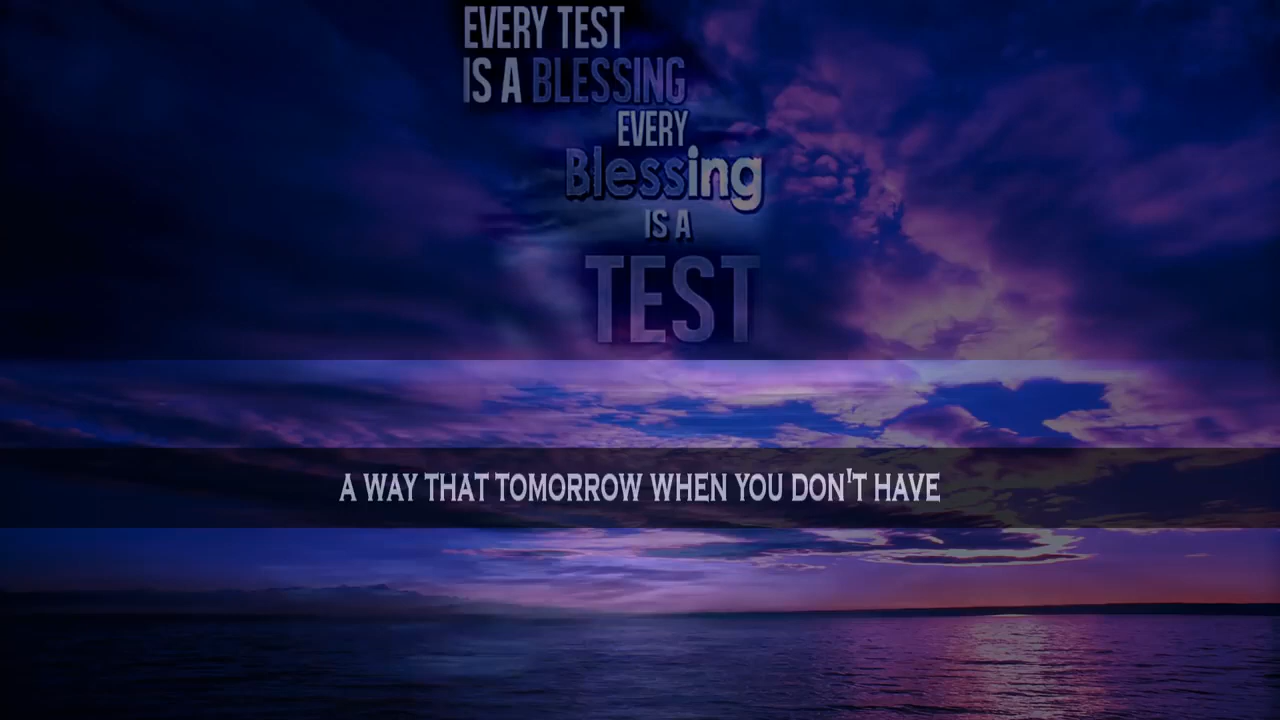 EVERY TEST
IS A BLESSING
EVERY
Blessing
IS A
TEST
A WAY THAT TOMORROW WHEN YOU DON'T HAVE